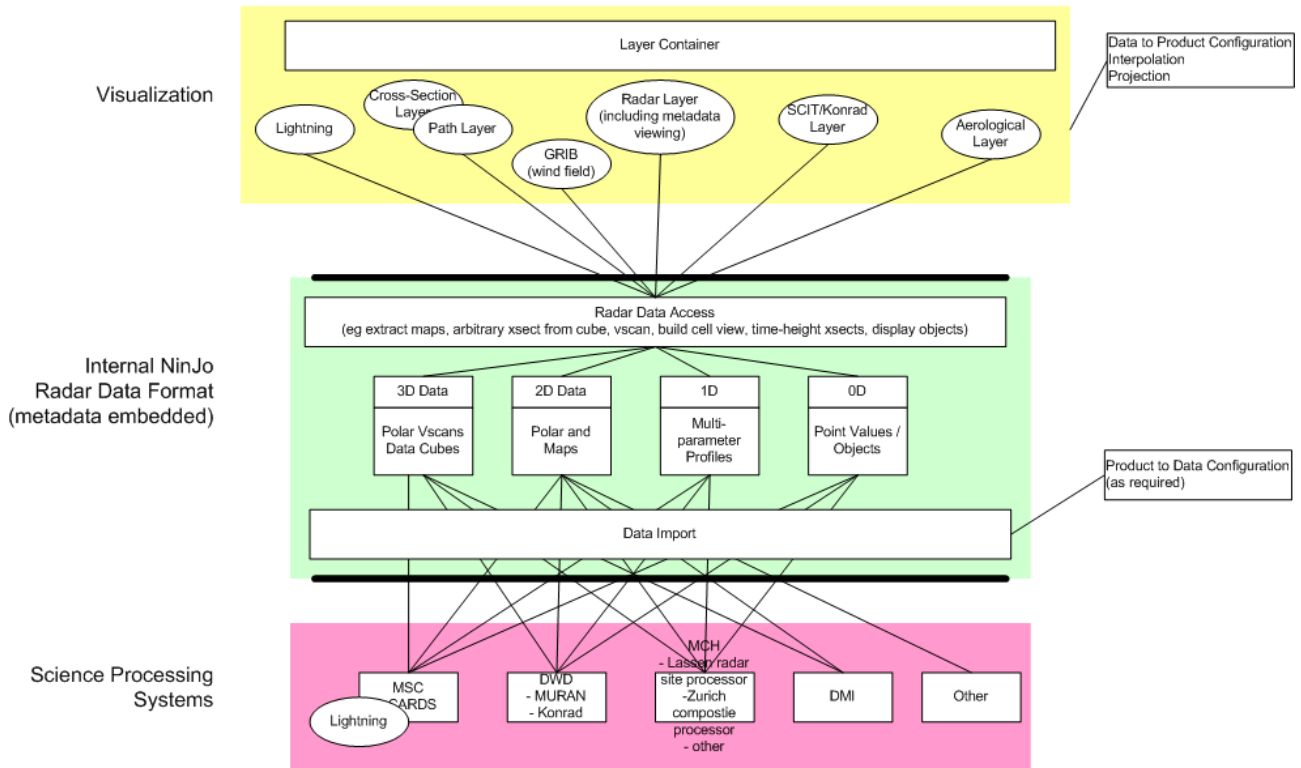 Layer Container
Data to Product Configuration
Interpolation
Projection
Visualization
Cross-Section
Layer
Path Layer
Lightning
GRIB
(wind field)
Radar Layer
(including metadata
viewing)
SCIT/Konrad
Layer
Aerological
Layer
Radar Data Access
(eg extract maps, arbitrary xsect from cube, vscan, build cell view, time-height xsects, display objects)
Internal NinJo
Radar Data Format
(metadata embedded)
3D Data
Polar Vscans
Data Cubes
2D Data
Polar and
Maps
1D
Multi-
parameter
Profiles
0D
Point Values /
Objects
Product to Data Configuration
(as required)
Data Import
Science Processing
Systems
MSC
CARDS
Lightning
DWD
- MURAN
- Konrad
MCH
- Lassen radar
site processor
-Zurich
compostie
processor
- other
DMI
Other